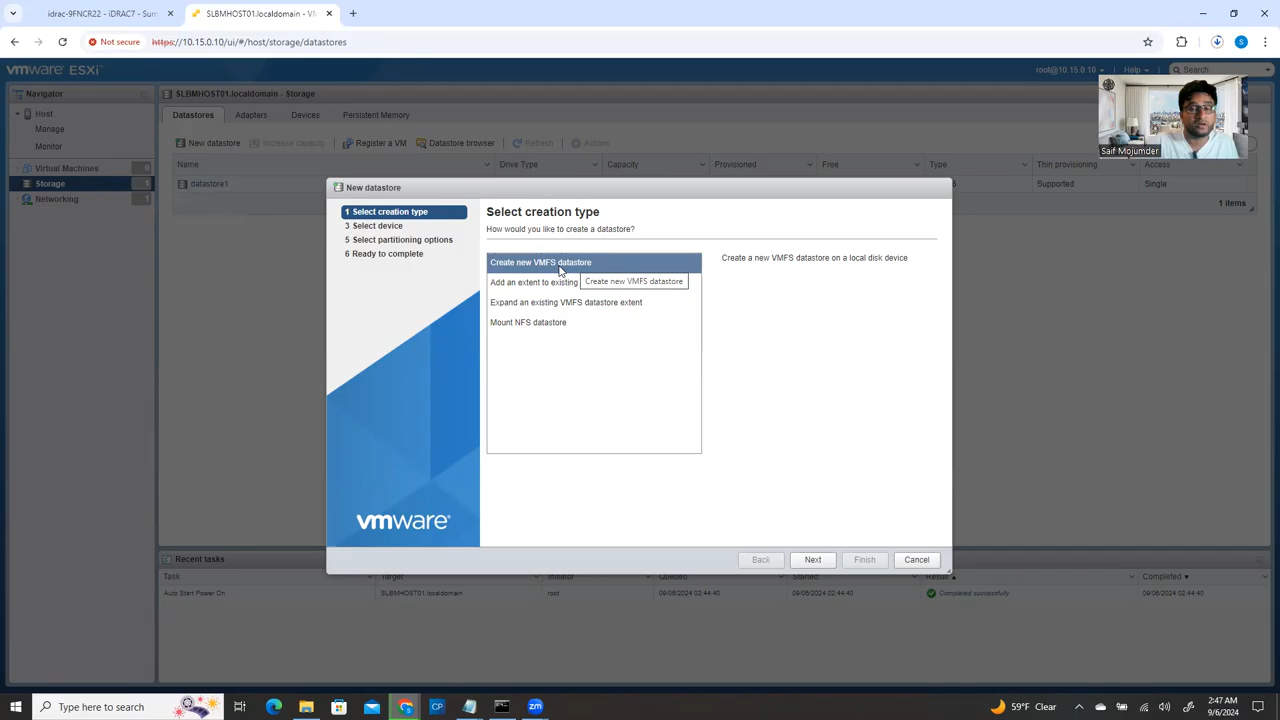 idrac-9FNCR22 - iDRAC7 - Sum
SLBMHOST01.localdomain - VM
Not secure
https://10.15.0.10/ui/#/host/storage/datastores
S
vmware ESXi
root@10.15.0.10
Help
Search
Navigator
SLBMHOST01.localdomain - Storage
Host
Manage
Monitor
Virtual Machines
0
Storage
1
Networking
1
Datastores
Adapters
Devices
Persistent Memory
New datastore
Increase capacity
Register a VM
Datastore browser
Refresh
Actions
Name
Drive Type
Capacity
Provisioned
Free
Type
Thin provisioning
Access
datastore1
6
Supported
Single
1 items
Saif Mojumder
New datastore
1 Select creation type
3 Select device
5 Select partitioning options
6 Ready to complete
vmware
Select creation type
How would you like to create a datastore?
Create new VMFS datastore
Add an extent to existing
Create new VMFS datastore
Expand an existing VMFS datastore extent
Mount NFS datastore
Create a new VMFS datastore on a local disk device
Back
Next
Finish
Cancel
Recent tasks
Task
Target
Initiator
Queued
Started
Result
Completed
Auto Start Power On
SLBMHOST01.localdomain
root
09/06/2024 02:44:40
09/06/2024 02:44:40
Completed successfully
09/06/2024 02:44:40
Type here to search
CP
zm
59°F Clear
2:47 AM
9/6/2024